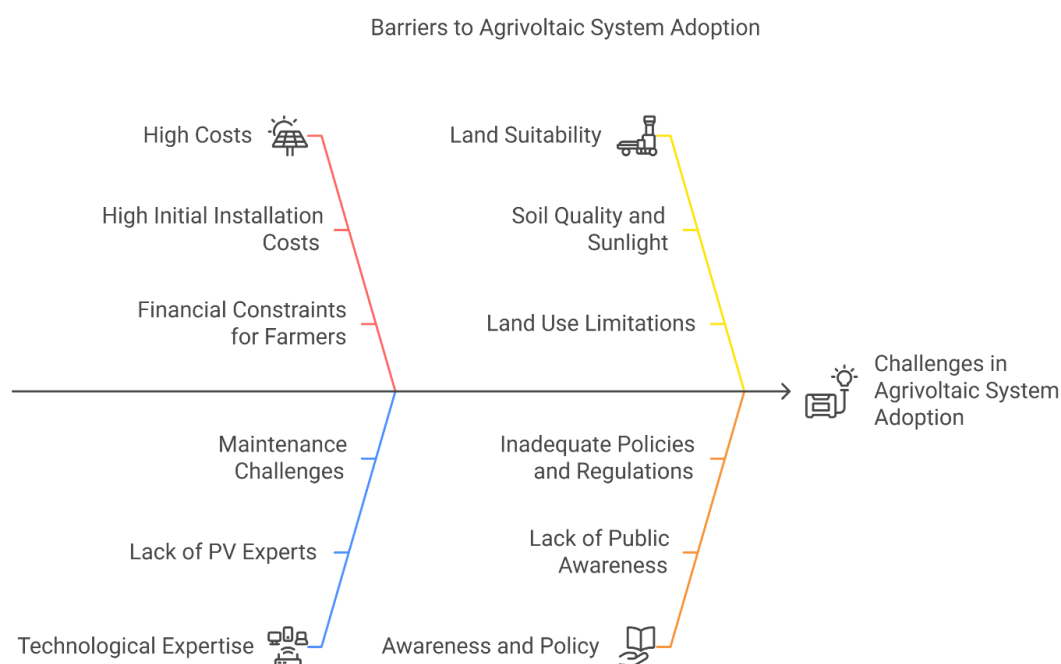 Barriers to Agrivoltaic System Adoption
High Costs
High Initial Installation
Costs
Financial Constraints
for Farmers
Land Suitability
Soil Quality and
Sunlight
Land Use Limitations
Challenges in
Agrivoltaic System
Adoption
Maintenance
Challenges
Lack of PV Experts
Technological Expertise
Inadequate Policies
and Regulations
Lack of Public
Awareness
Awareness and Policy